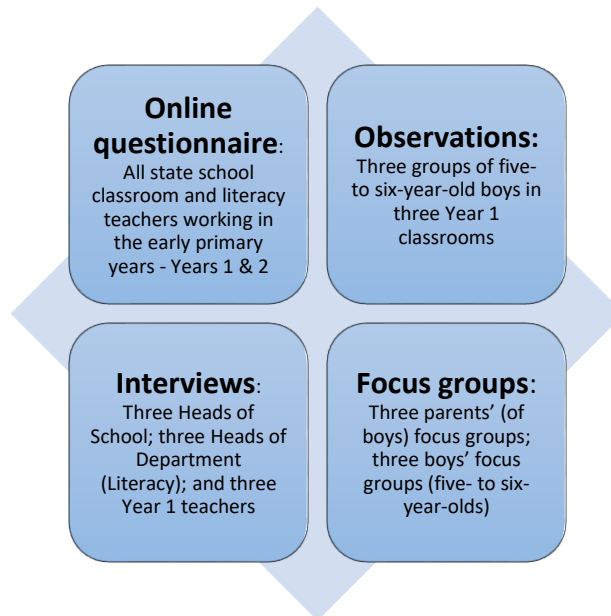 Online
questionnaire:
All state school
classroom and literacy
teachers working in
the early primary
years - Years 1 & 2
Observations:
Three groups of five-
to six-year-old boys in
three Year 1
classrooms
Interviews:
Three Heads of
School; three Heads of
Department
(Literacy); and three
Year 1 teachers
Focus groups:
Three parents’ (of
boys) focus groups;
three boys’ focus
groups (five- to six-
year-olds)